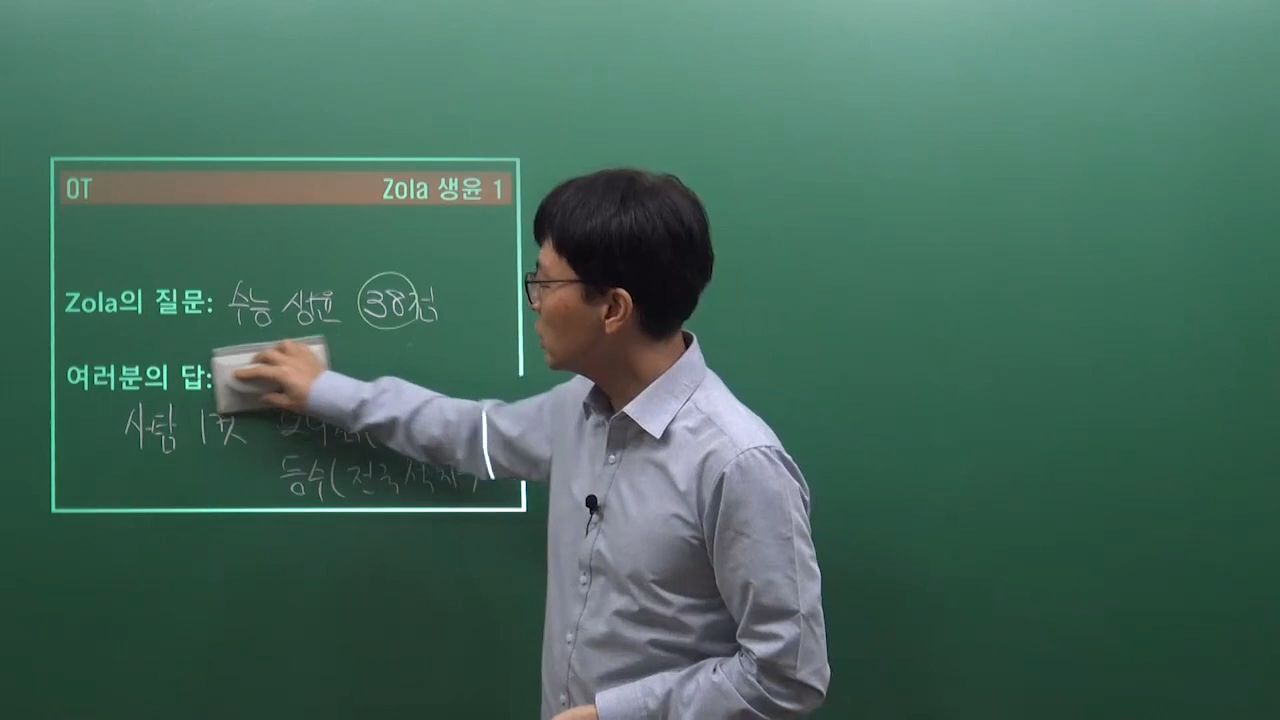 OT Zola 생윤 1
Zola의 질문: 수능 생윤 38점
여러분의 답:
사탐 1컷
등수(전국석차)